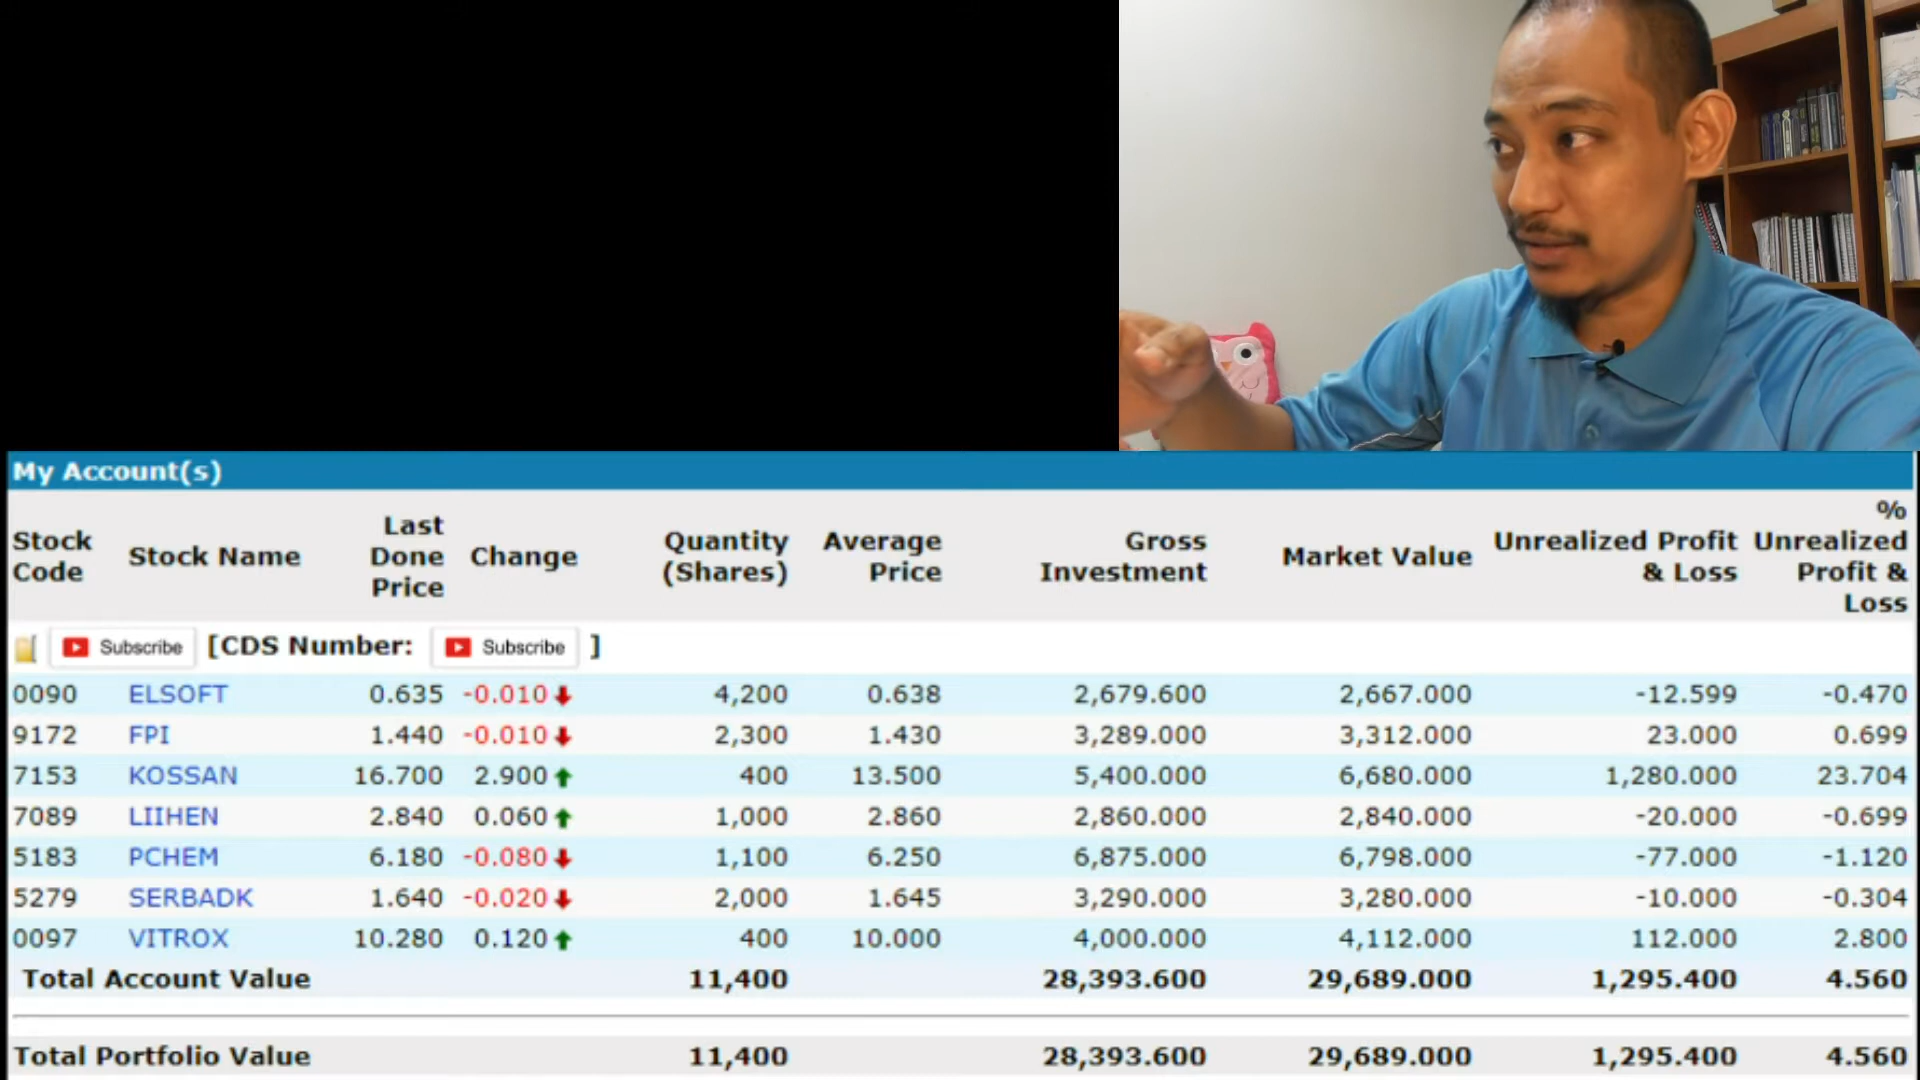 My Account(s)
Stock Code Stock Name Last Done Price Change Quantity (Shares) Average Price Gross Investment Market Value Unrealized Profit & Loss % Unrealized Profit & Loss
Subscribe [CDS Number: Subscribe ]
0090 ELSOFT 0.635 -0.010 4,200 0.638 2,679.600 2,667.000 -12.599 -0.470
9172 FPI 1.440 -0.010 2,300 1.430 3,289.000 3,312.000 23.000 0.699
7153 KOSSAN 16.700 2.900 400 13.500 5,400.000 6,680.000 1,280.000 23.704
7089 LIIHEN 2.840 0.060 1,000 2.860 2,860.000 2,840.000 -20.000 -0.699
5183 PCHEM 6.180 -0.080 1,100 6.250 6,875.000 6,798.000 -77.000 -1.120
5279 SERBADK 1.640 -0.020 2,000 1.645 3,290.000 3,280.000 -10.000 -0.304
0097 VITROX 10.280 0.120 400 10.000 4,000.000 4,112.000 112.000 2.800
Total Account Value 11,400 28,393.600 29,689.000 1,295.400 4.560
Total Portfolio Value 11,400 28,393.600 29,689.000 1,295.400 4.560